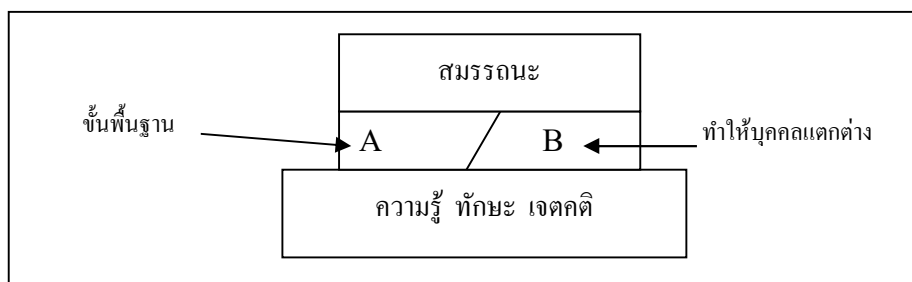 สมรรถนะ
ขั้นพื้นฐาน
A
B
ทำให้บุคคลแตกต่าง
ความรู้ ทักษะ เจตคติ